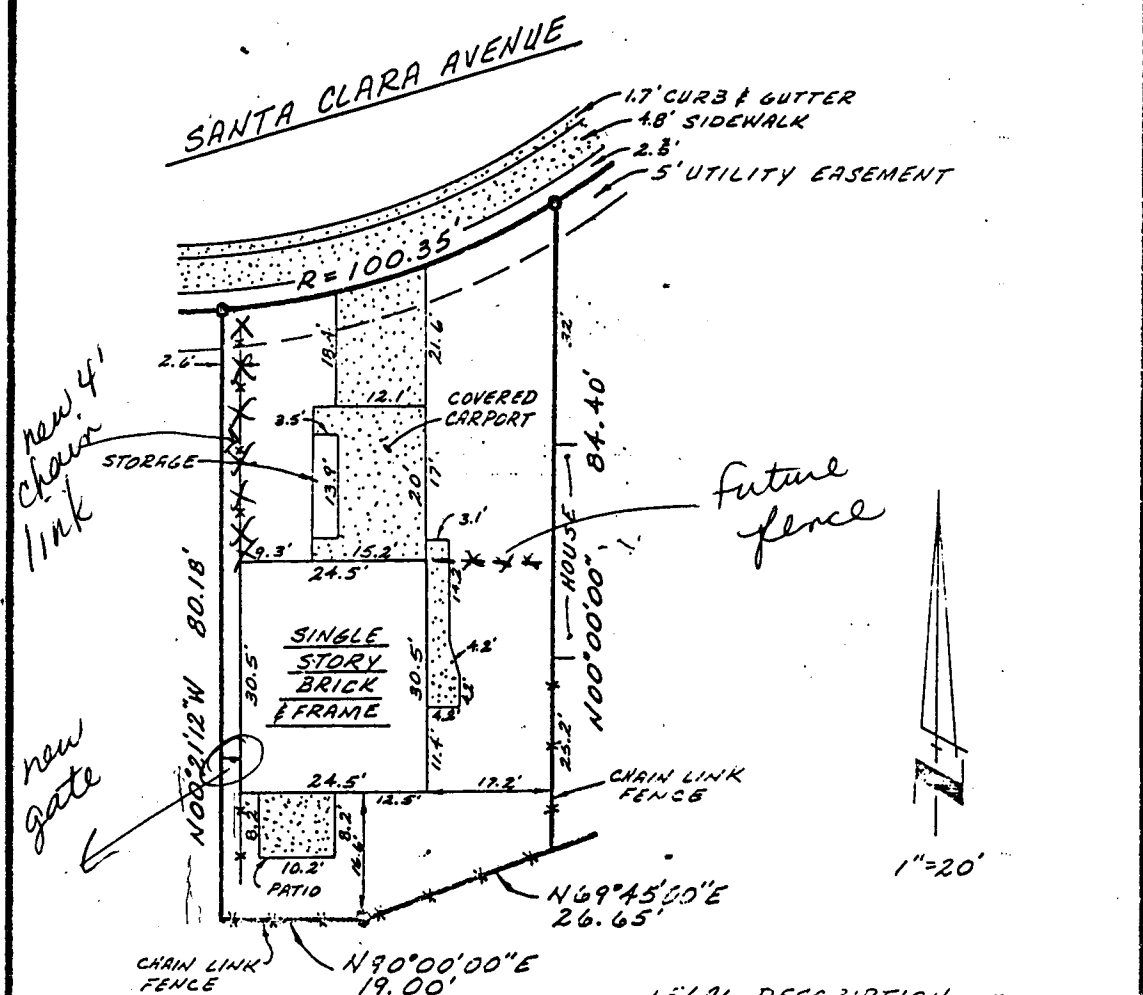 SANTA CLARA AVENUE
1.7' CURB & GUTTER
4.8' SIDEWALK
5' UTILITY EASEMENT
R = 100.35'
2.6'
18.4'
21.6
32'
new 4'
chain
link
12.1'
COVERED
CARPORT
3.5'
STORAGE
13.9'
20'
17'
84.40'
Future
fence
3.1'
9.3'
15.2'
24.5'
14.2'
HOUSE
N00°00'00"
80.18'
N00°21'12"W
SINGLE
STORY
BRICK
& FRAME
30.5'
30.5'
4.2'
4.2'
4.2'
11.4'
25.2'
new
gate
24.5'
12.5'
17.2'
CHAIN LINK
FENCE
8.2'
8.2'
16.6'
10.2'
PATIO
1"=20'
N69°45'00"E
26.65'
CHAIN LINK
FENCE
N90°00'00"E
19.00'
LEGAL DESCRIPTION